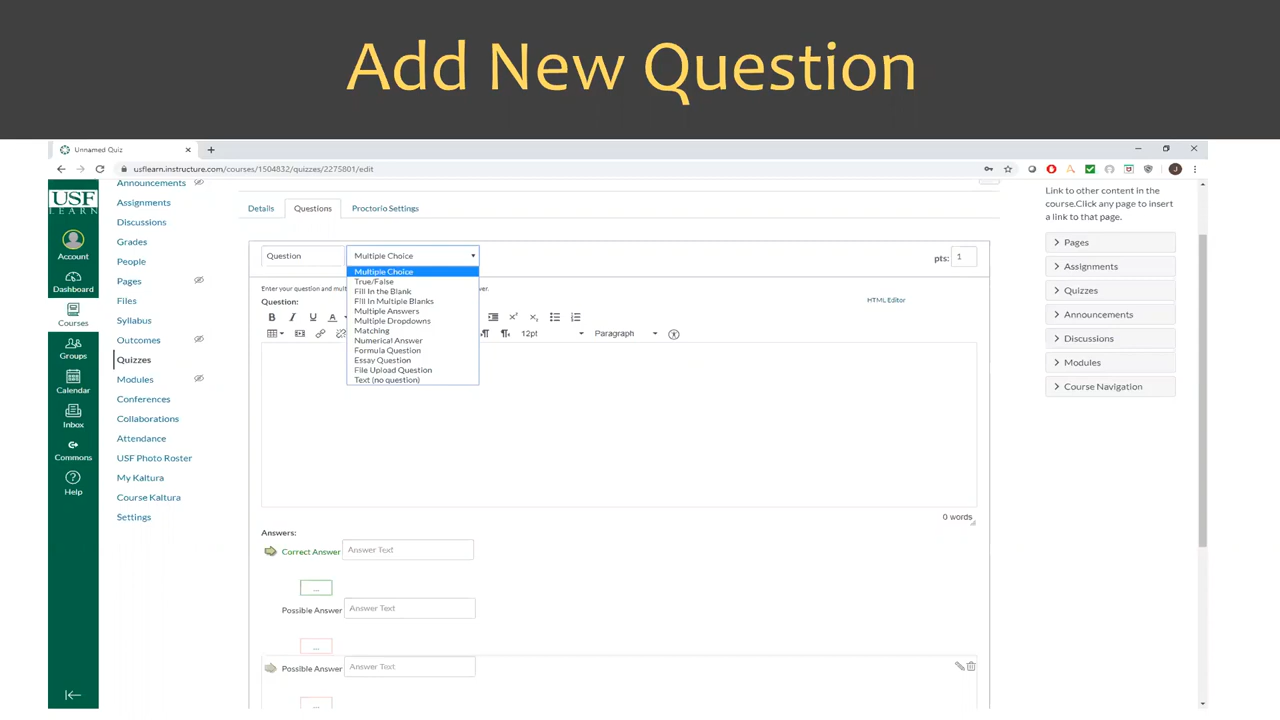 Add New Question
Unnamed Quiz
usflearn.instructure.com/courses/1504832/quizzes/2275801/edit
USF
LEARN
Account
Dashboard
Courses
Groups
Calendar
Inbox
Commons
Help
Announcements
Assignments
Discussions
Grades
People
Pages
Files
Syllabus
Outcomes
Quizzes
Modules
Conferences
Collaborations
Attendance
USF Photo Roster
My Kaltura
Course Kaltura
Settings
Details
Questions
Proctorio Settings
Question
Multiple Choice
pts: 1
Multiple Choice
True/False
Fill In the Blank
Fill In Multiple Blanks
Multiple Answers
Multiple Dropdowns
Matching
Numerical Answer
Formula Question
Essay Question
File Upload Question
Text (no question)
Enter your question and mult
er.
Question:
HTML Editor
B I U A
12pt
Paragraph
0 words
Answers:
Correct Answer
Answer Text
...
Possible Answer
Answer Text
...
Possible Answer
Answer Text
...
Link to other content in the
course.Click any page to insert
a link to that page.
Pages
Assignments
Quizzes
Announcements
Discussions
Modules
Course Navigation